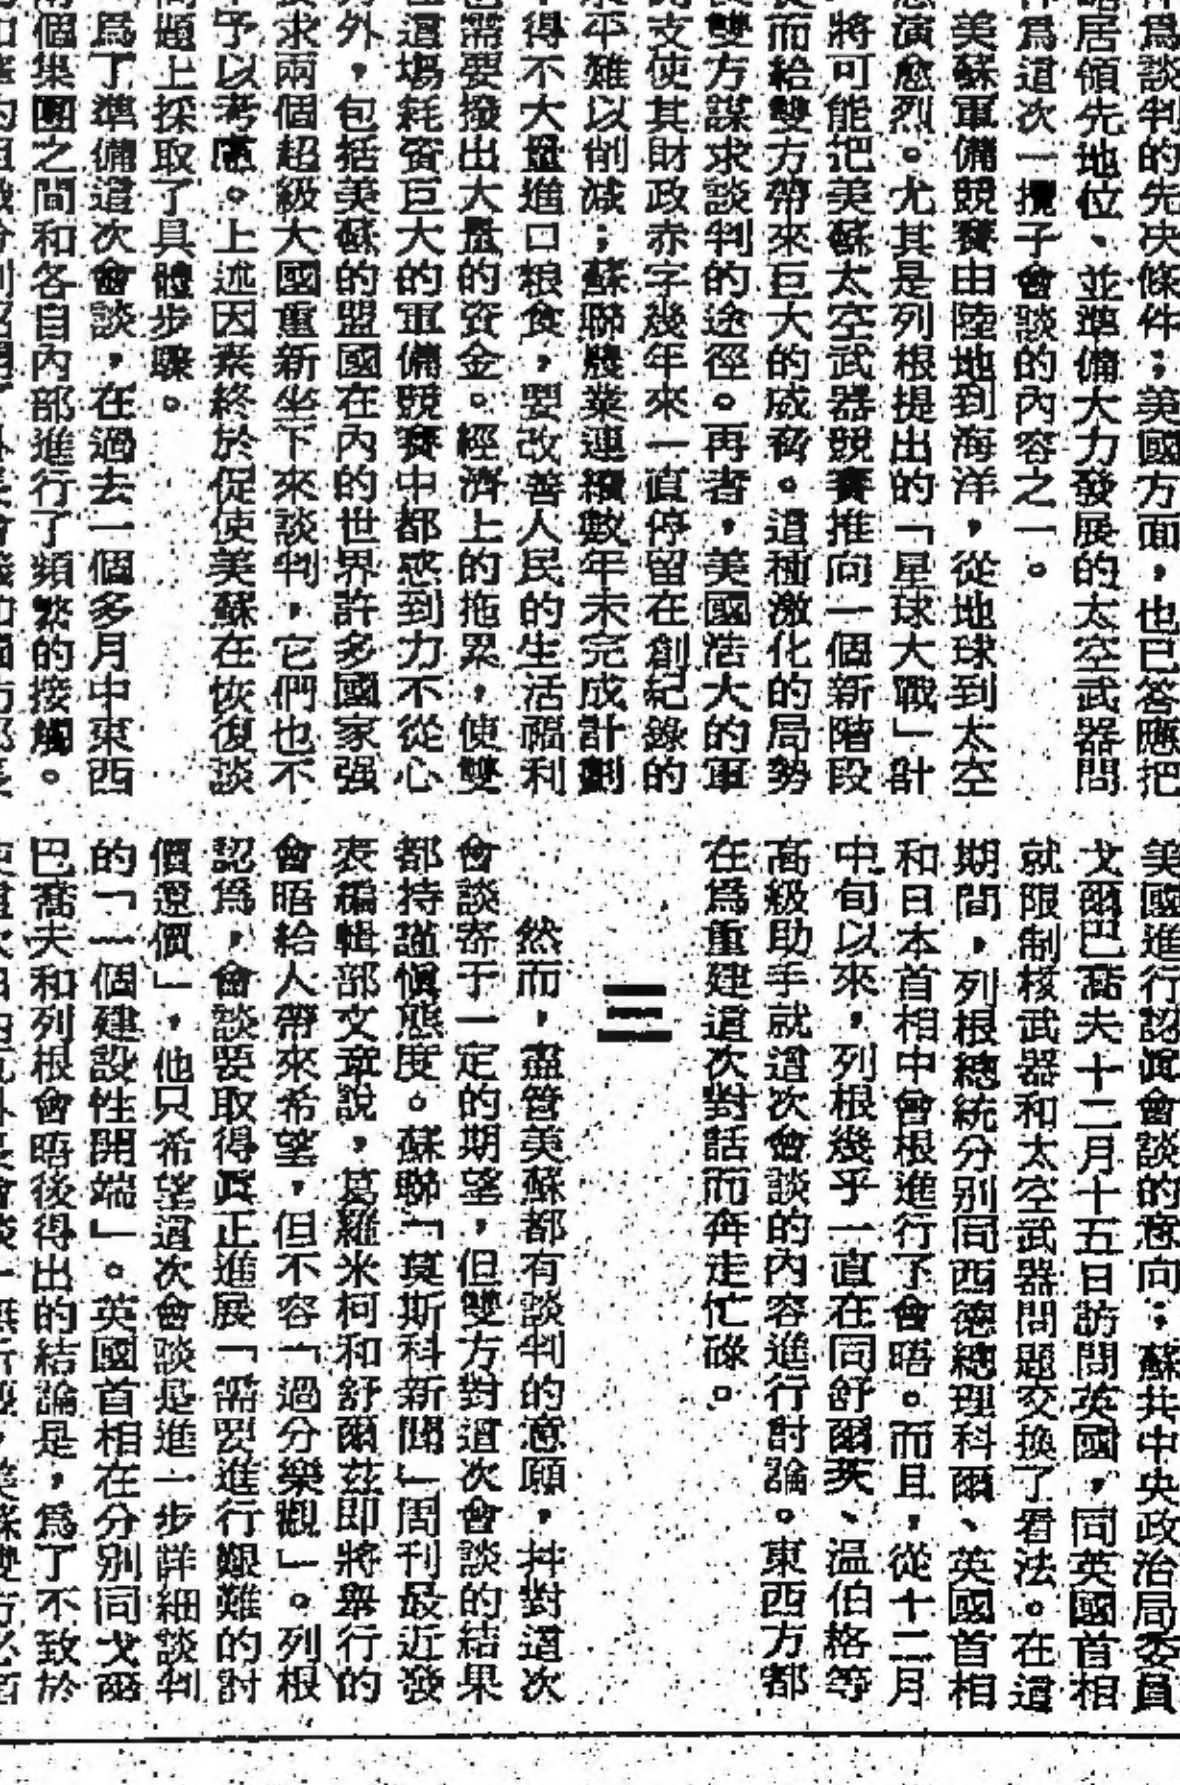 件爲談判的先决條件；美國方面，也已答應把
居領先地位、並準備大力發展的太空武器問
爲這次一攬子會談的內容之一。
美蘇軍備競賽由陸地到海洋，從地球到太空
演愈烈。尤其是列根提出的「星球大戰」計
將可能把美蘇太空武器競賽推向一個新階段
而給雙方帶來巨大的威脅。這種激化的局勢
雙方謀求談判的途徑。再者，美國浩大的軍
支使其財政赤字幾年來一直停留在創紀錄的
平難以削減；蘇聯農業連續數年未完成計劃
得不大量進口粮食，要改善人民的生活福利
需要撥出大量的資金。經濟上的拖累，使雙
這場耗資巨大的軍備競賽中都感到力不從心
外，包括美蘇的盟國在內的世界許多國家强
求兩個超級大國重新坐下來談判，它們也不
予以考慮。上述因素終於促使美蘇在恢復談
問題上採取了具體步驟。
爲了準備這次會談，在過去一個多月中東西
兩個集團之間和各自內部進行了頻繁的接觸。
美國進行認眞會談的意向；蘇共中央政治局委員
戈爾巴喬夫十二月十五日訪問英國，同英國首相
就限制核武器和太空武器問題交換了看法。在這
期間，列根總統分别同西德總理科爾、英國首相
和日本首相中曾根進行了會晤。而且，從十二月
中旬以來，列根幾乎一直在同舒爾茨、温伯格等
高級助手就這次會談的內容進行討論。東西方都
在爲重建這次對話而奔走忙碌。
三
然而，盡管美蘇都有談判的意願，并對這次
會談寄于一定的期望，但雙方對這次會談的結果
都持謹慎態度。蘇聯「莫斯科新聞」周刊最近發
表編輯部文章說，葛羅米柯和舒爾茲即將舉行的
會晤給人帶來希望，但不容「過分樂觀」。列根
認爲，會談要取得眞正進展「需要進行艱難的討
價還價」，他只希望這次會談是進一步詳細談判
的「一個建設性開端」。英國首相在分别同戈爾
巴喬夫和列根會晤後得出的結論是，爲了不致於